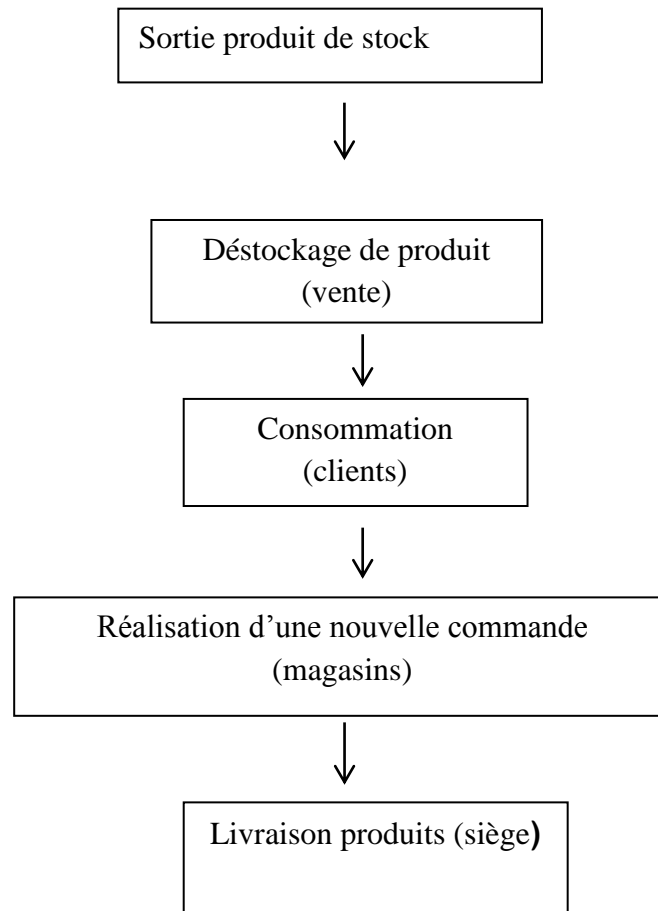 Sortie produit de stock
Déstockage de produit
(vente)
Consommation
(clients)
Réalisation d’une nouvelle commande
(magasins)
Livraison produits (siège)